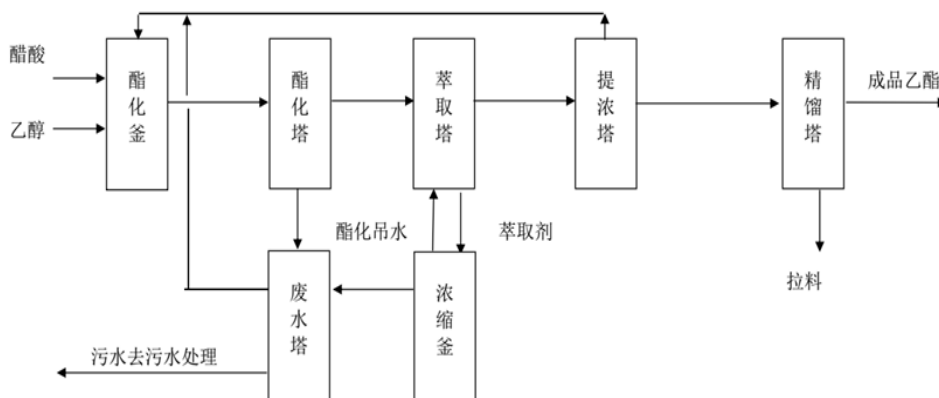 醋酸
乙醇
酯化釜
酯化塔
萃取塔
提浓塔
精馏塔
成品乙酯
酯化吊水
萃取剂
拉料
废水塔
浓缩釜
污水去污水处理